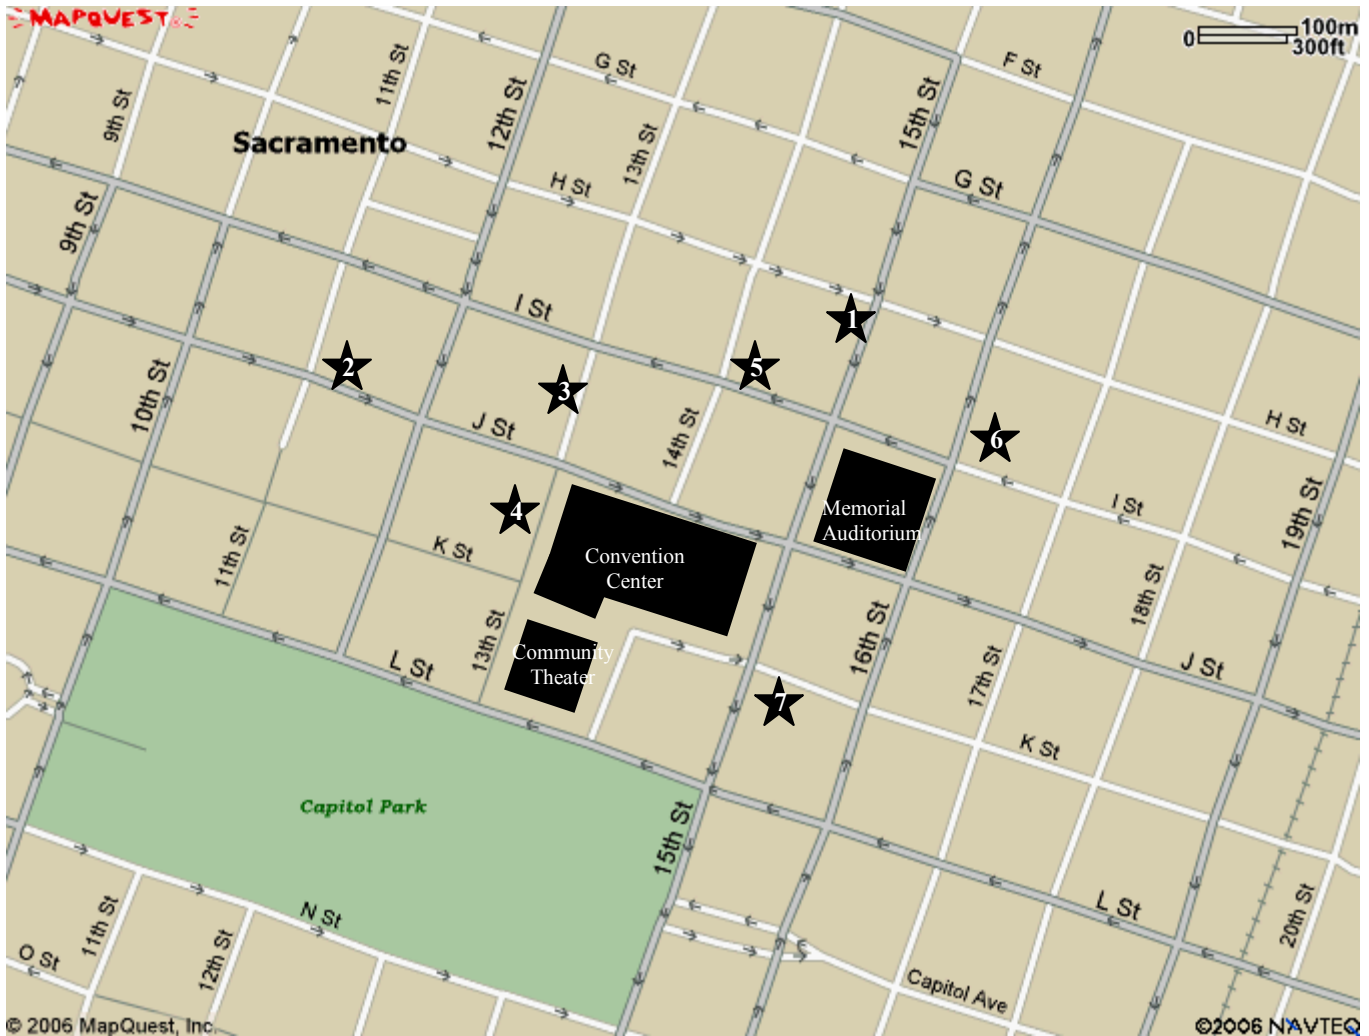 MAPQUEST
100m
0
300ft
F St
G St
11th St
12th St
15th St
9th St
Sacramento
13th St
H St
G St
9th St
I St
1
2
5
3
10th St
J St
14th St
H St
6
4
Memorial
Auditorium
I St
19th St
K St
11th St
Convention
Center
18th St
13th St
16th St
Community
Theater
L St
17th St
J St
7
K St
Capitol Park
15th St
L St
11th St
N St
12th St
20th St
O St
Capitol Ave
© 2006 MapQuest, Inc.
©2006 NAVTEQ